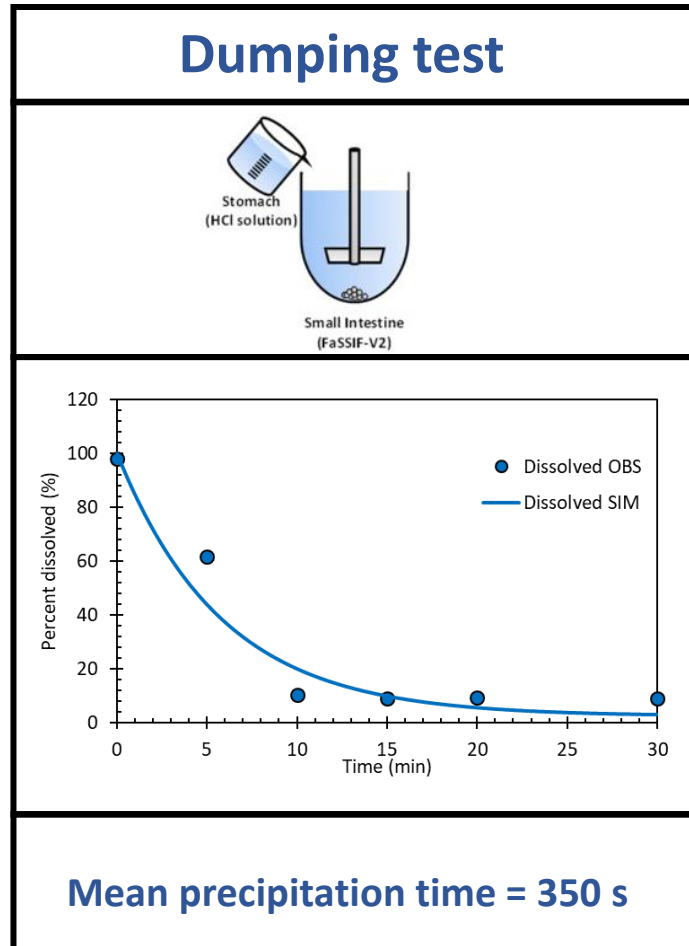 Dumping test
Stomach
(HCl solution)
Small Intestine
(FaSSIF-V2)
120
100
80
60
40
20
0
Percent dissolved (%)
Dissolved OBS
Dissolved SIM
0 5 10 15 20 25 30
Time (min)
Mean precipitation time = 350 s